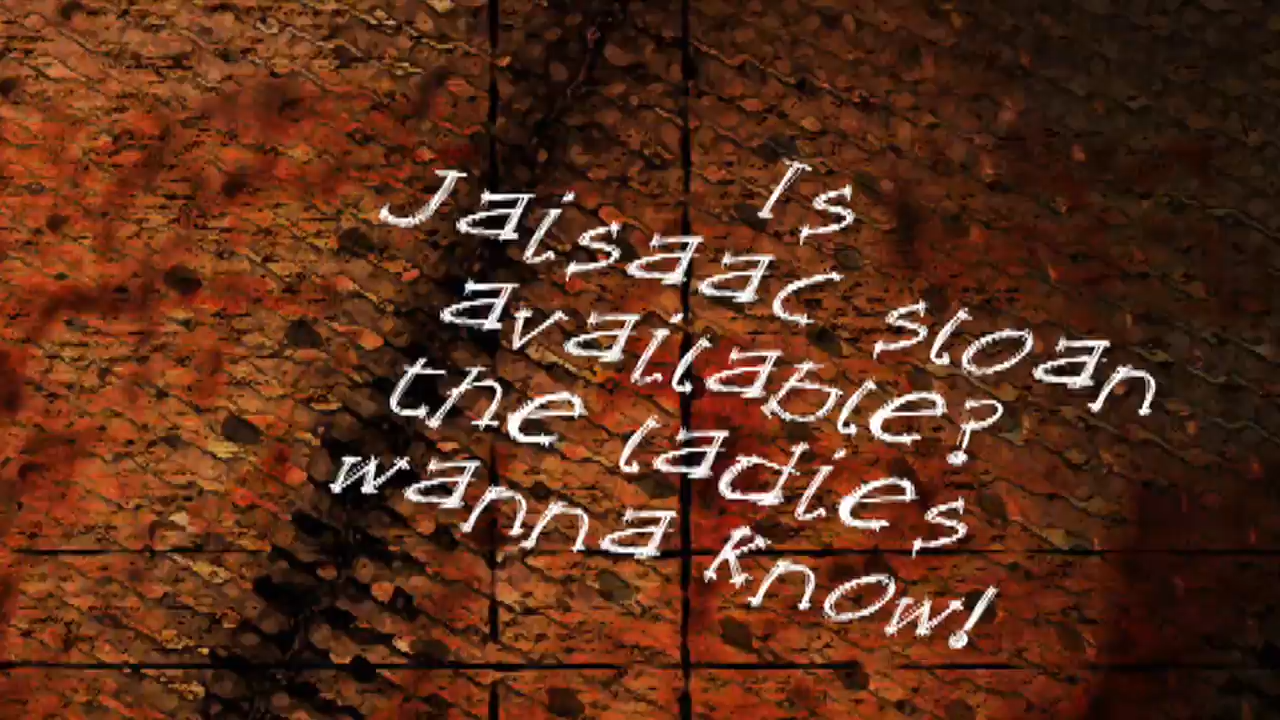 Is
Jaisaac sloan
available?
the ladies
wanna know!